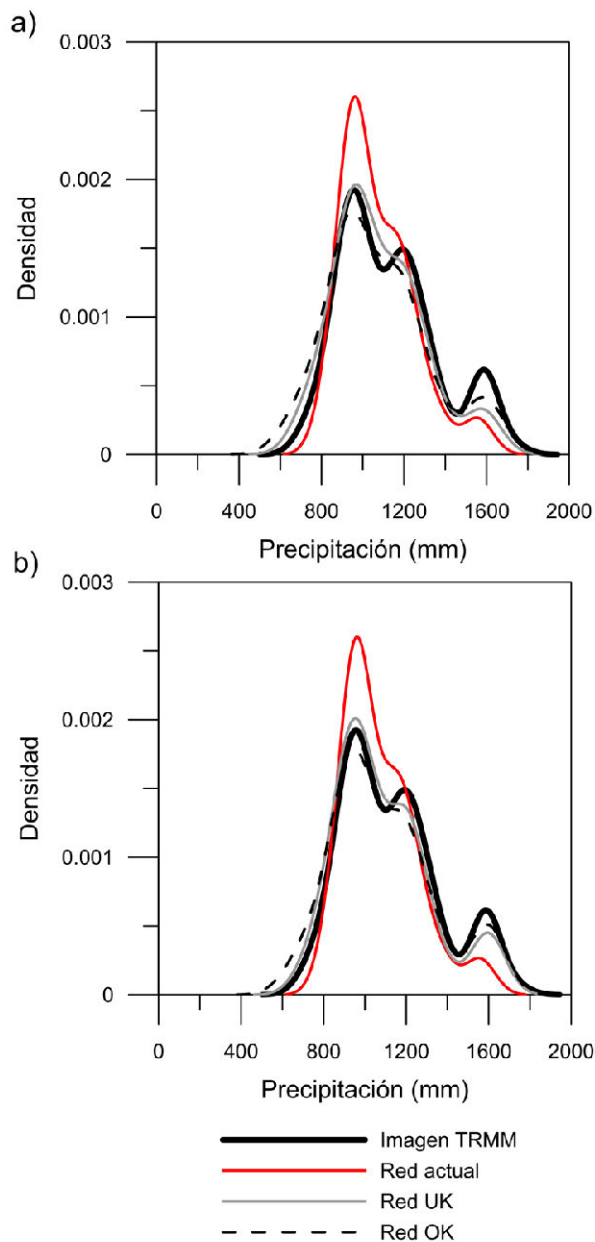 a)
0.003
0.002
0.001
0
Densidad
0 400 800 1200 1600 2000
Precipitación (mm)
b)
0.003
0.002
0.001
0
Densidad
0 400 800 1200 1600 2000
Precipitación (mm)
Imagen TRMM
Red actual
Red UK
Red OK